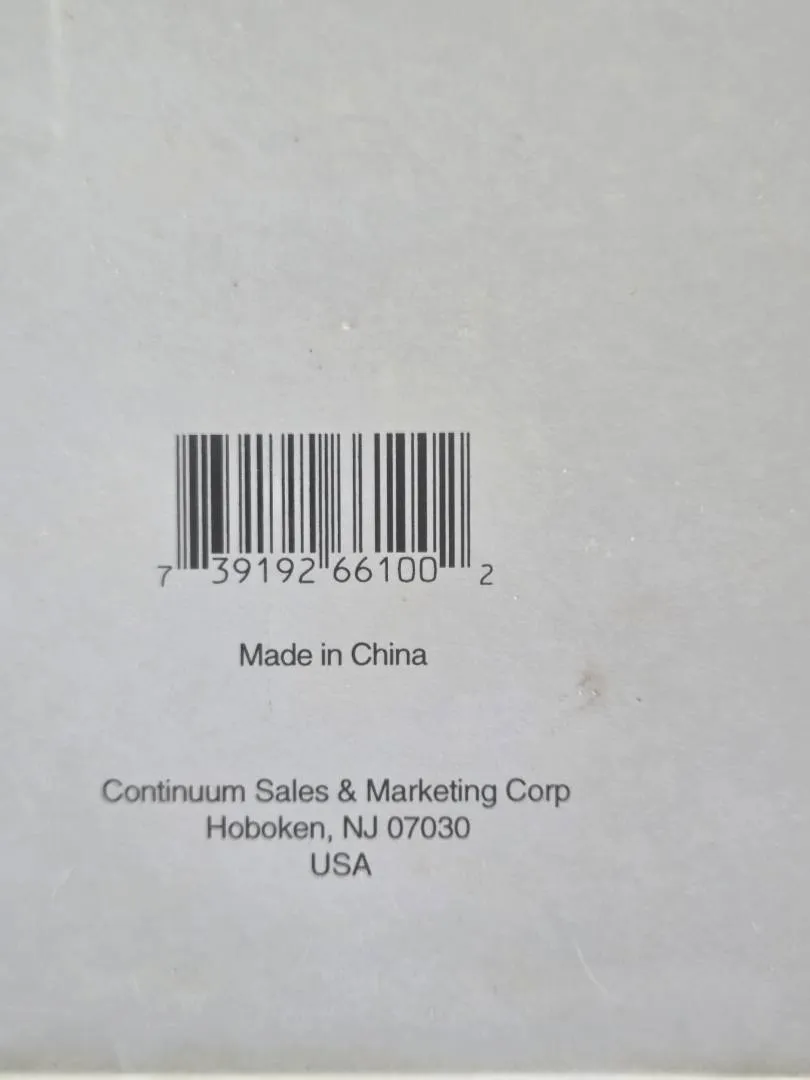 7 39192 66100 2
Made in China
Continuum Sales & Marketing Corp
Hoboken, NJ 07030
USA